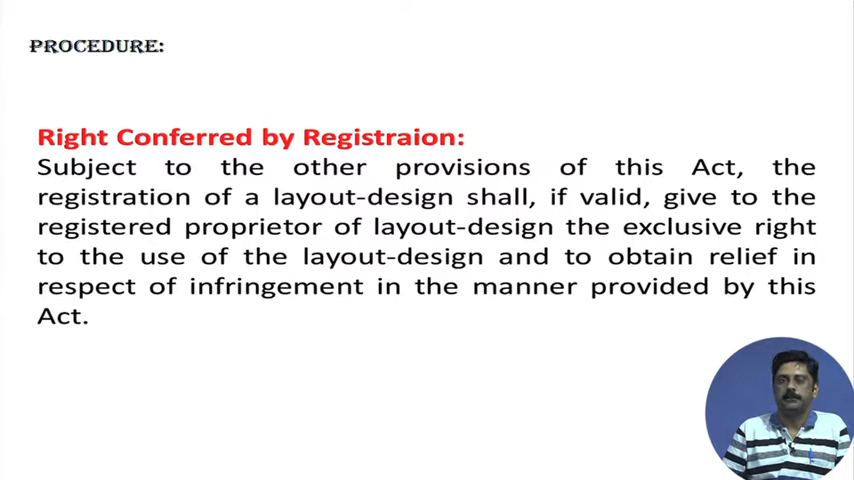 PROCEDURE:
Right Conferred by Registraion:
Subject to the other provisions of this Act, the
registration of a layout-design shall, if valid, give to the
registered proprietor of layout-design the exclusive right
to the use of the layout-design and to obtain relief in
respect of infringement in the manner provided by this
Act.